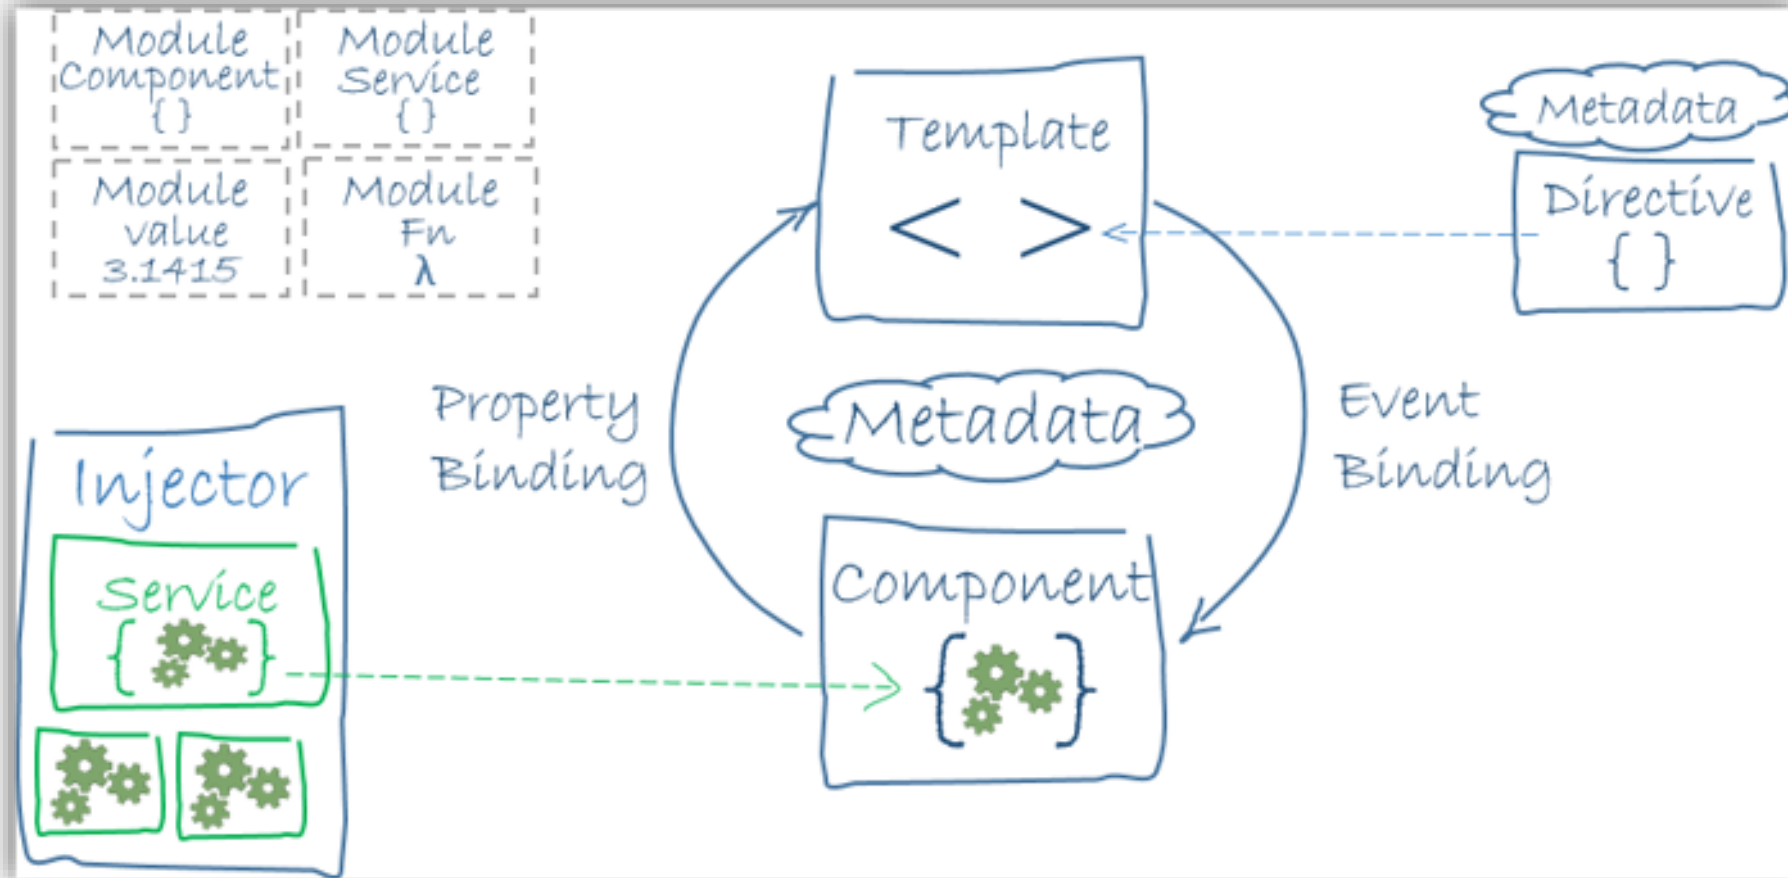 Module
Component
{ }
Module
Service
{ }
Module
value
3.1415
Module
Fn
λ
Template
< >
Metadata
Directive
{ }
Property
Binding
Metadata
Event
Binding
Injector
Service
{ }
Component
{ }